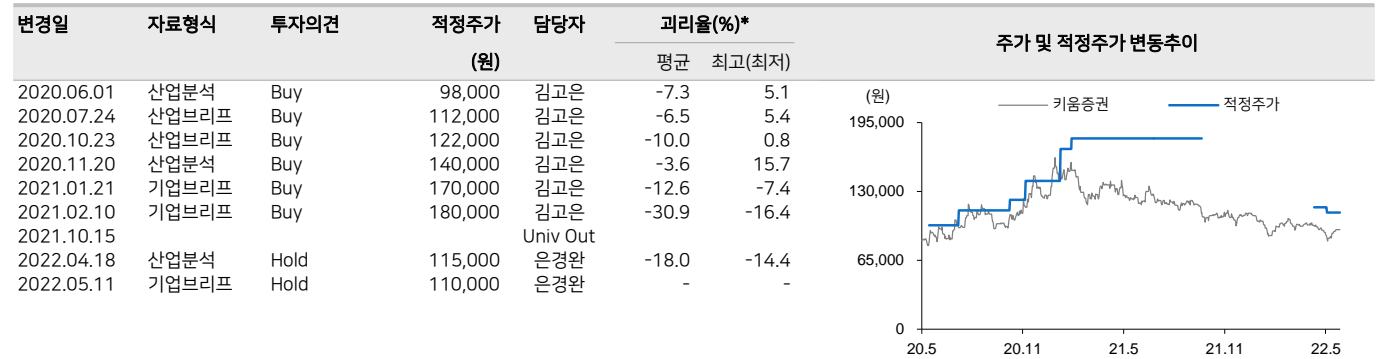 변경일 자료형식 투자의견 적정주가 담당자 괴리율(%)*
(원) 평균 최고(최저)
2020.06.01 산업분석 Buy 98,000 김고은 -7.3 5.1
2020.07.24 산업브리프 Buy 112,000 김고은 -6.5 5.4
2020.10.23 산업브리프 Buy 122,000 김고은 -10.0 0.8
2020.11.20 산업분석 Buy 140,000 김고은 -3.6 15.7
2021.01.21 기업브리프 Buy 170,000 김고은 -12.6 -7.4
2021.02.10 기업브리프 Buy 180,000 김고은 -30.9 -16.4
2021.10.15 Univ Out
2022.04.18 산업분석 Hold 115,000 은경완 -18.0 -14.4
2022.05.11 기업브리프 Hold 110,000 은경완 - -
주가 및 적정주가 변동추이
(원) 키움증권 적정주가
195,000
130,000
65,000
0
20.5 20.11 21.5 21.11 22.5